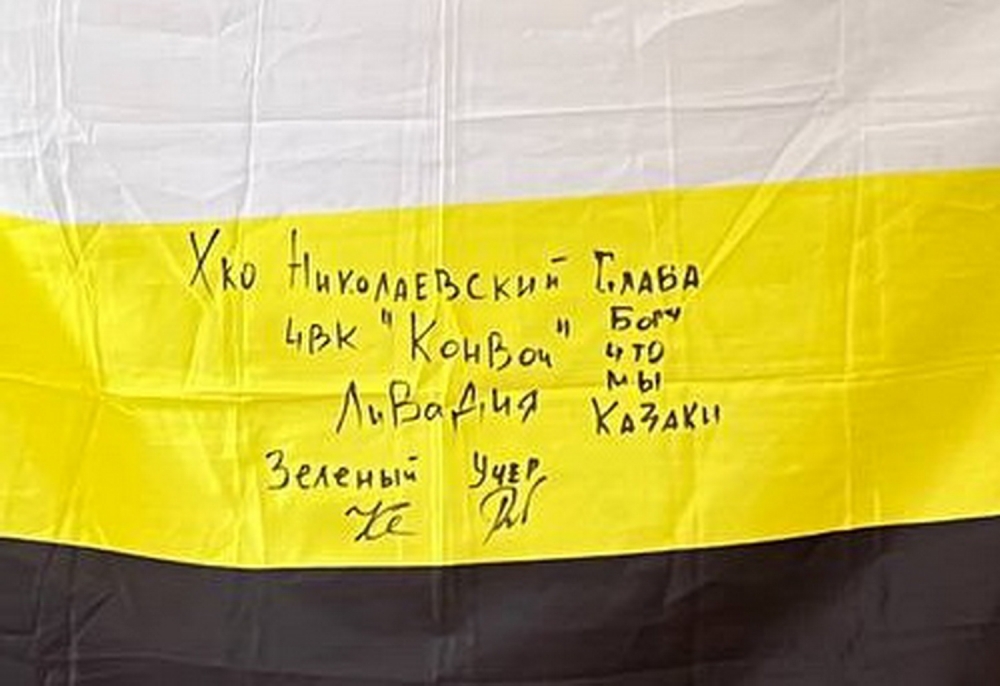 Хко Николаевский
ЧВК "Конвой"
Ливадия
Слава
Богу
что
мы
казаки
Зеленый Учер